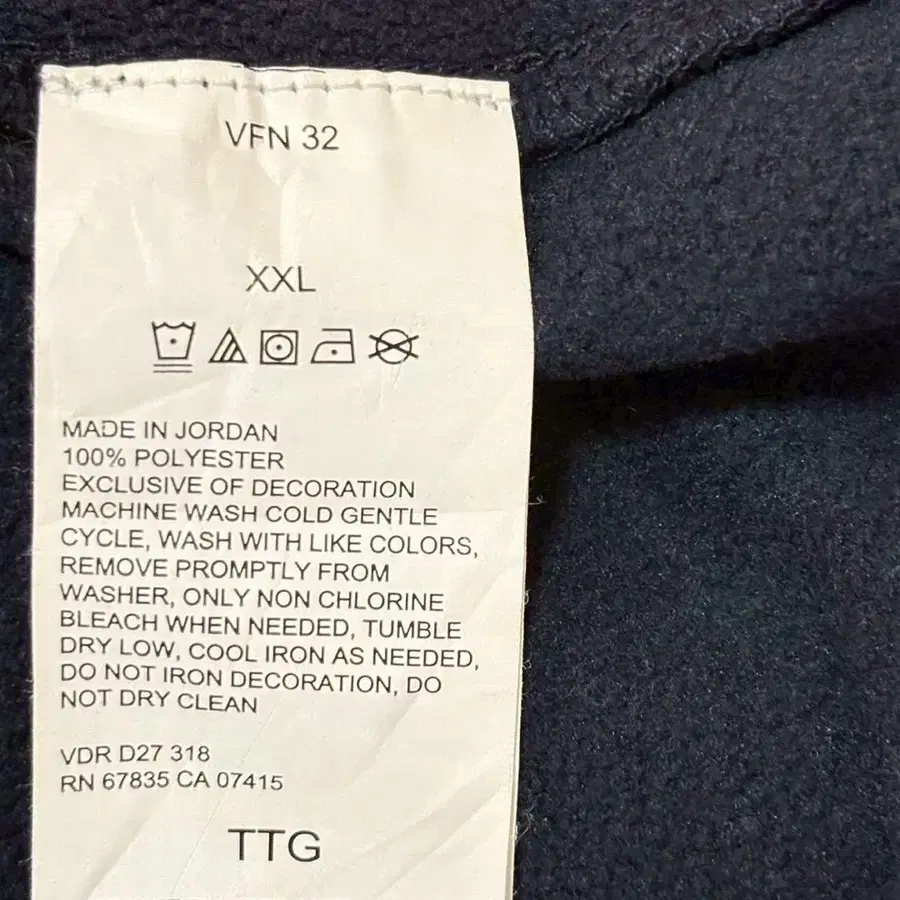 VFN 32
XXL
MADE IN JORDAN
100% POLYESTER
EXCLUSIVE OF DECORATION
MACHINE WASH COLD GENTLE
CYCLE, WASH WITH LIKE COLORS,
REMOVE PROMPTLY FROM
WASHER, ONLY NON CHLORINE
BLEACH WHEN NEEDED, TUMBLE
DRY LOW, COOL IRON AS NEEDED,
DO NOT IRON DECORATION, DO
NOT DRY CLEAN
VDR D27 318
RN 67835 CA 07415
TTG